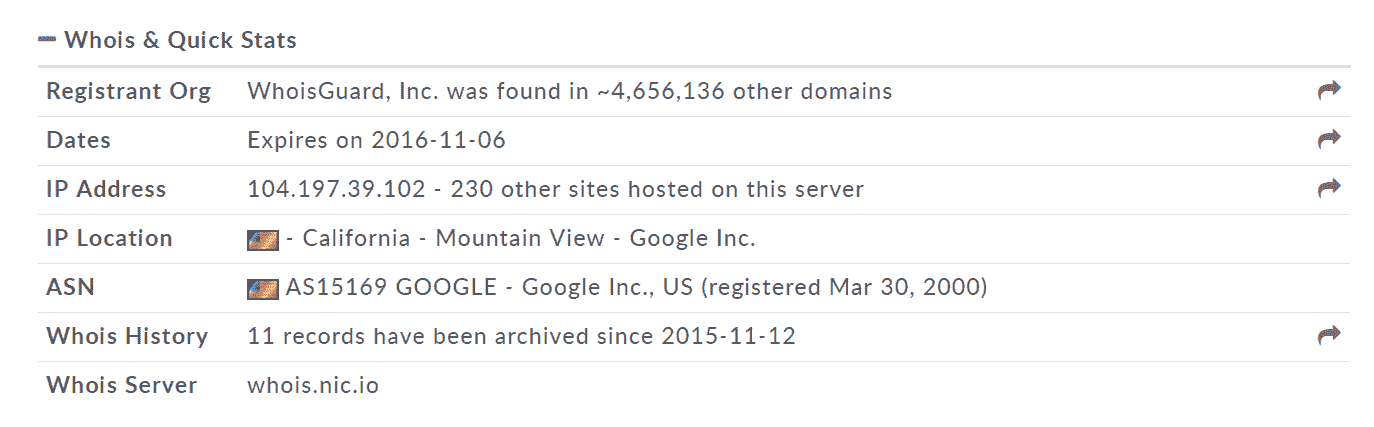 Whois & Quick Stats
Registrant Org WhoisGuard, Inc. was found in ~4,656,136 other domains
Dates Expires on 2016-11-06
IP Address 104.197.39.102 - 230 other sites hosted on this server
IP Location - California - Mountain View - Google Inc.
ASN AS15169 GOOGLE - Google Inc., US (registered Mar 30, 2000)
Whois History 11 records have been archived since 2015-11-12
Whois Server whois.nic.io